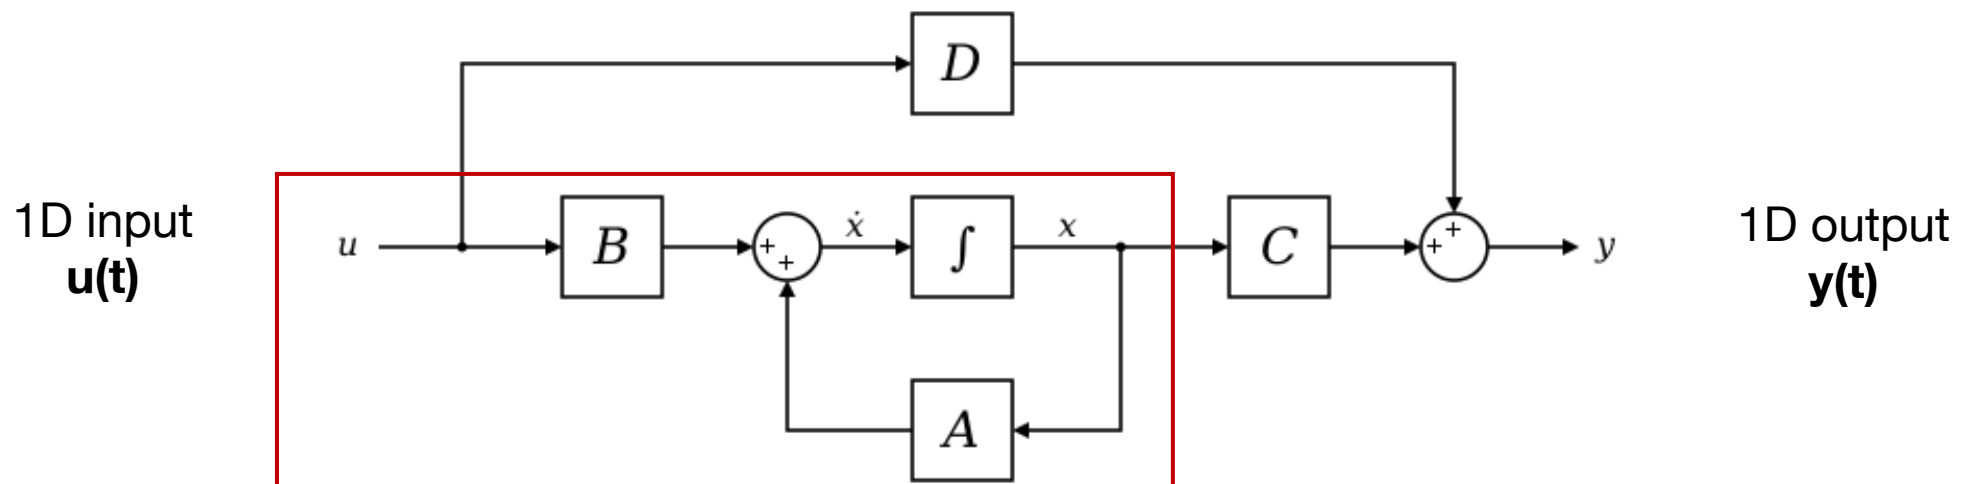 D
1D input
u(t)
u
B
+
+
ẋ
∫
x
C
+
+
y
1D output
y(t)
A